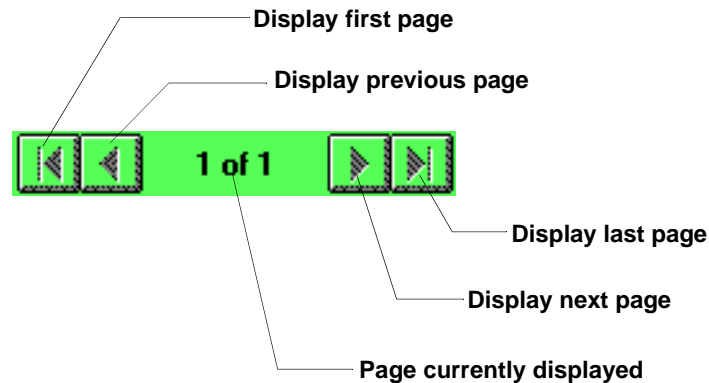 Display first page
Display previous page
1 of 1
Display last page
Display next page
Page currently displayed